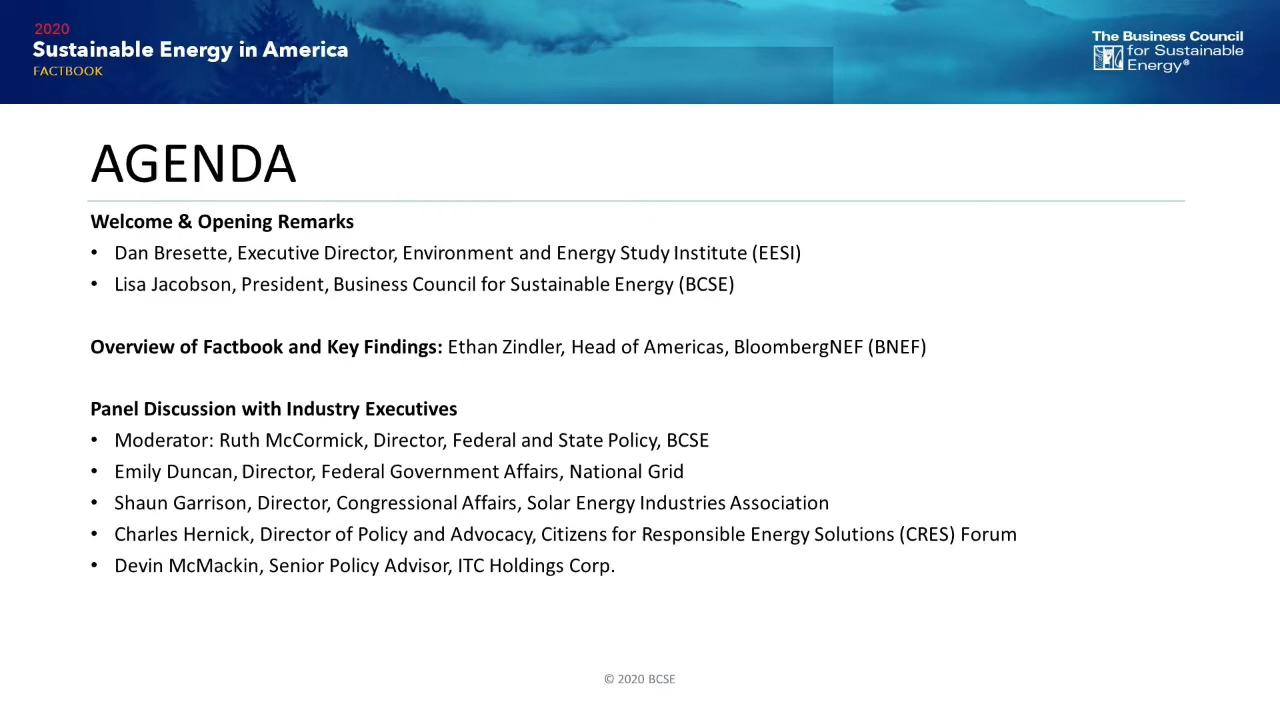 2020
Sustainable Energy in America
FACTBOOK
The Business Council
for Sustainable
Energy®
AGENDA
Welcome & Opening Remarks
• Dan Bresette, Executive Director, Environment and Energy Study Institute (EESI)
• Lisa Jacobson, President, Business Council for Sustainable Energy (BCSE)
Overview of Factbook and Key Findings: Ethan Zindler, Head of Americas, BloombergNEF (BNEF)
Panel Discussion with Industry Executives
• Moderator: Ruth McCormick, Director, Federal and State Policy, BCSE
• Emily Duncan, Director, Federal Government Affairs, National Grid
• Shaun Garrison, Director, Congressional Affairs, Solar Energy Industries Association
• Charles Hernick, Director of Policy and Advocacy, Citizens for Responsible Energy Solutions (CRES) Forum
• Devin McMackin, Senior Policy Advisor, ITC Holdings Corp.
© 2020 BCSE